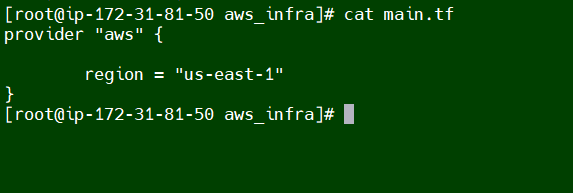 [root@ip-172-31-81-50 aws_infra]# cat main.tf
provider "aws" {
region = "us-east-1"
}
[root@ip-172-31-81-50 aws_infra]#